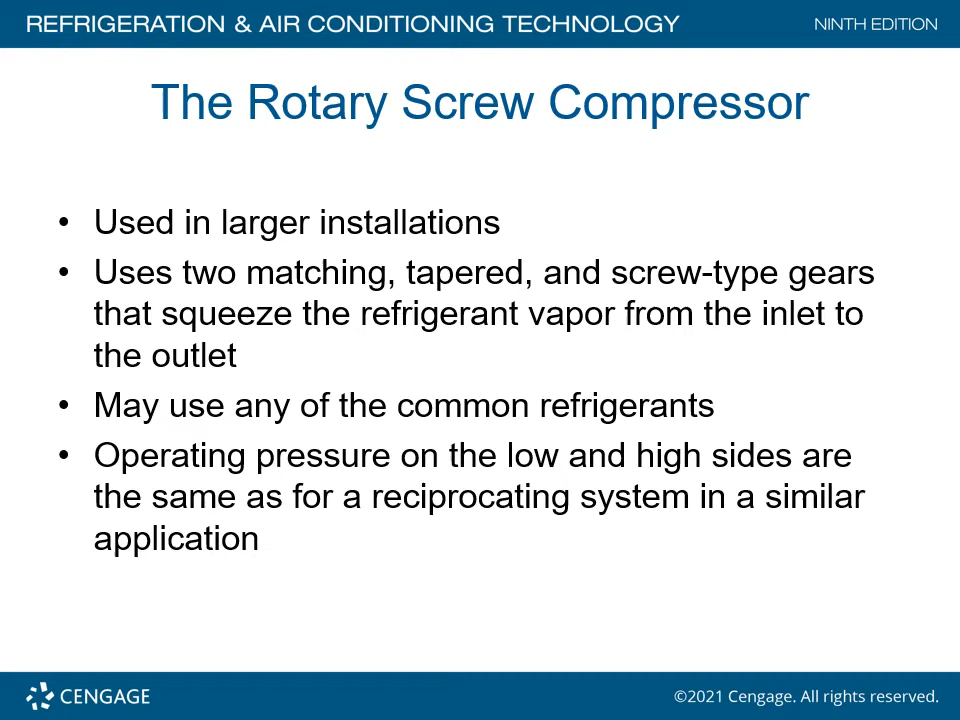 REFRIGERATION & AIR CONDITIONING TECHNOLOGY
NINTH EDITION
The Rotary Screw Compressor
• Used in larger installations
• Uses two matching, tapered, and screw-type gears
that squeeze the refrigerant vapor from the inlet to
the outlet
• May use any of the common refrigerants
• Operating pressure on the low and high sides are
the same as for a reciprocating system in a similar
application
CENGAGE
©2021 Cengage. All rights reserved.